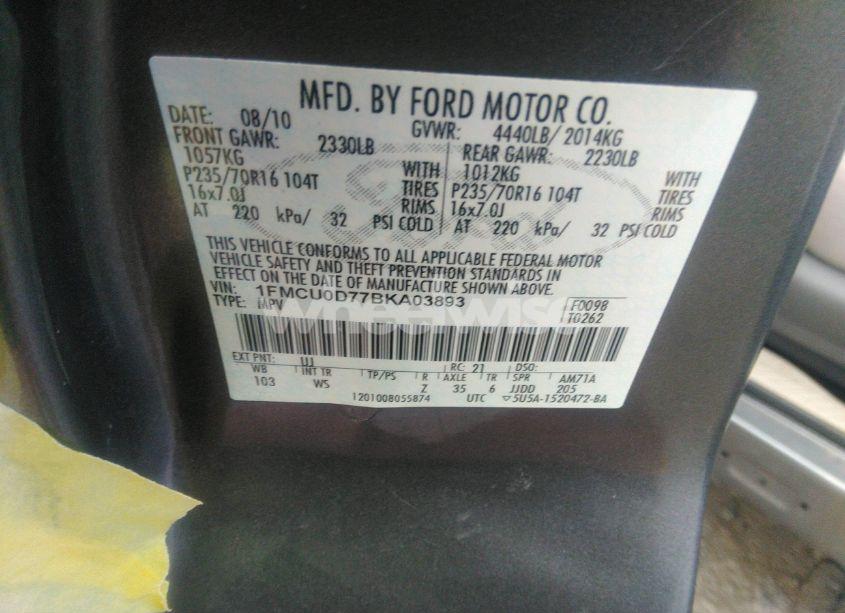 MFD. BY FORD MOTOR CO.
DATE: 08/10 GVWR: 4440LB/ 2014KG
FRONT GAWR: 2330LB REAR GAWR: 2230LB
1057KG WITH 1012KG WITH
P235/70R16 104T TIRES P235/70R16 104T TIRES
16x7.0J RIMS 16x7.0J RIMS
AT 220 kPa/ 32 PSI COLD AT 220 kPa/ 32 PSI COLD
THIS VEHICLE CONFORMS TO ALL APPLICABLE FEDERAL MOTOR
VEHICLE SAFETY AND THEFT PREVENTION STANDARDS IN
EFFECT ON THE DATE OF MANUFACTURE SHOWN ABOVE.
VIN: 1FMCU0D77BKA03893 F0098
TYPE: MPV T0262
EXT PNT: UJ RC: 21 DSO:
WB INT TR TP/PS R AXLE TR SPR AM71A
103 WS Z 35 6 JJDD 205
1201008055874 UTC ▽5U5A-1520472-BA